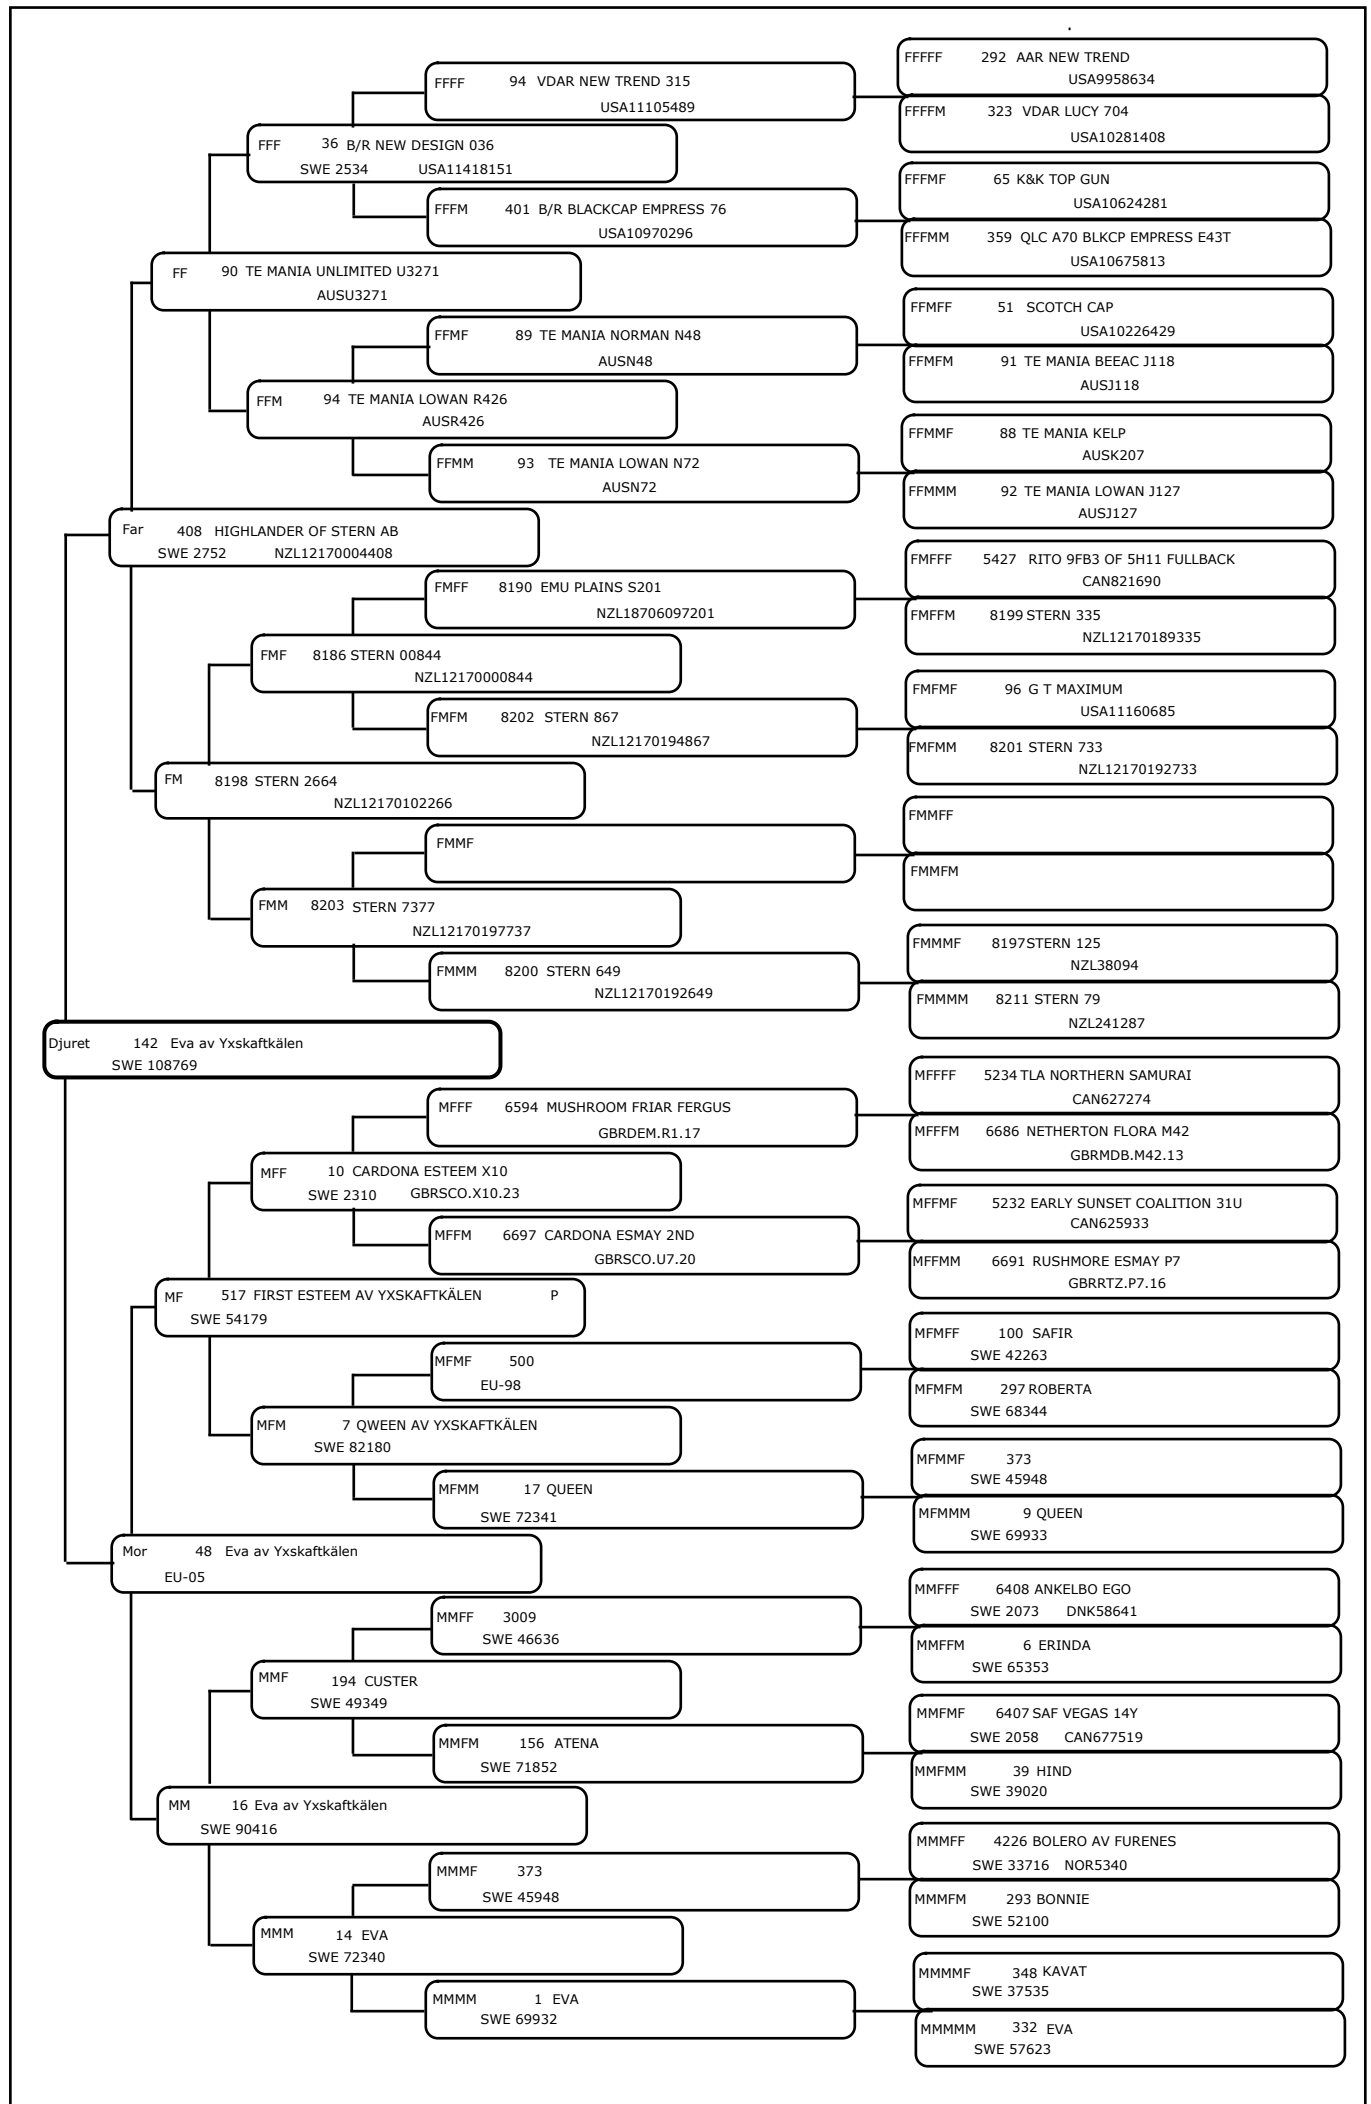 FFFFF 292 AAR NEW TREND
USA9958634
FFFF 94 VDAR NEW TREND 315
USA11105489
FFFFM 323 VDAR LUCY 704
USA10281408
FFF 36 B/R NEW DESIGN 036
SWE 2534 USA11418151
FFFMF 65 K&K TOP GUN
USA10624281
FFFM 401 B/R BLACKCAP EMPRESS 76
USA10970296
FFFMM 359 QLC A70 BLKCP EMPRESS E43T
USA10675813
FF 90 TE MANIA UNLIMITED U3271
AUSU3271
FFMFF 51 SCOTCH CAP
USA10226429
FFMF 89 TE MANIA NORMAN N48
AUSN48
FFMFM 91 TE MANIA BEEAC J118
AUSJ118
FFM 94 TE MANIA LOWAN R426
AUSR426
FFMMF 88 TE MANIA KELP
AUSK207
FFMM 93 TE MANIA LOWAN N72
AUSN72
FFMMM 92 TE MANIA LOWAN J127
AUSJ127
Far 408 HIGHLANDER OF STERN AB
SWE 2752 NZL12170004408
FMFFF 5427 RITO 9FB3 OF 5H11 FULLBACK
CAN821690
FMFF 8190 EMU PLAINS S201
NZL18706097201
FMFFM 8199 STERN 335
NZL12170189335
FMF 8186 STERN 00844
NZL12170000844
FMFMF 96 G T MAXIMUM
USA11160685
FMFM 8202 STERN 867
NZL12170194867
FMFMM 8201 STERN 733
NZL12170192733
FM 8198 STERN 2664
NZL12170102266
FMMFF
FMMF
FMMFM
FMM 8203 STERN 7377
NZL12170197737
FMMMF 8197 STERN 125
NZL38094
FMMM 8200 STERN 649
NZL12170192649
FMMMM 8211 STERN 79
NZL241287
Djuret 142 Eva av Yxskaftkälen
SWE 108769
MFFFF 5234 TLA NORTHERN SAMURAI
CAN627274
MFFF 6594 MUSHROOM FRIAR FERGUS
GBRDEM.R1.17
MFFFM 6686 NETHERTON FLORA M42
GBRMDB.M42.13
MFF 10 CARDONA ESTEEM X10
SWE 2310 GBRSCO.X10.23
MFFMF 5232 EARLY SUNSET COALITION 31U
CAN625933
MFFM 6697 CARDONA ESMAY 2ND
GBRSCO.U7.20
MFFMM 6691 RUSHMORE ESMAY P7
GBRRTZ.P7.16
MF 517 FIRST ESTEEM AV YXSKAFTKÄLEN P
SWE 54179
MFMFF 100 SAFIR
SWE 42263
MFMF 500
EU-98
MFMFM 297 ROBERTA
SWE 68344
MFM 7 QWEEN AV YXSKAFTKÄLEN
SWE 82180
MFMMF 373
SWE 45948
MFMM 17 QUEEN
SWE 72341
MFMMM 9 QUEEN
SWE 69933
Mor 48 Eva av Yxskaftkälen
EU-05
MMFFF 6408 ANKELBO EGO
SWE 2073 DNK58641
MMFF 3009
SWE 46636
MMFFM 6 ERINDA
SWE 65353
MMF 194 CUSTER
SWE 49349
MMFMF 6407 SAF VEGAS 14Y
SWE 2058 CAN677519
MMFM 156 ATENA
SWE 71852
MMFMM 39 HIND
SWE 39020
MM 16 Eva av Yxskaftkälen
SWE 90416
MMMFF 4226 BOLERO AV FURENES
SWE 33716 NOR5340
MMMF 373
SWE 45948
MMMFM 293 BONNIE
SWE 52100
MMM 14 EVA
SWE 72340
MMMMF 348 KAVAT
SWE 37535
MMMM 1 EVA
SWE 69932
MMMMM 332 EVA
SWE 57623